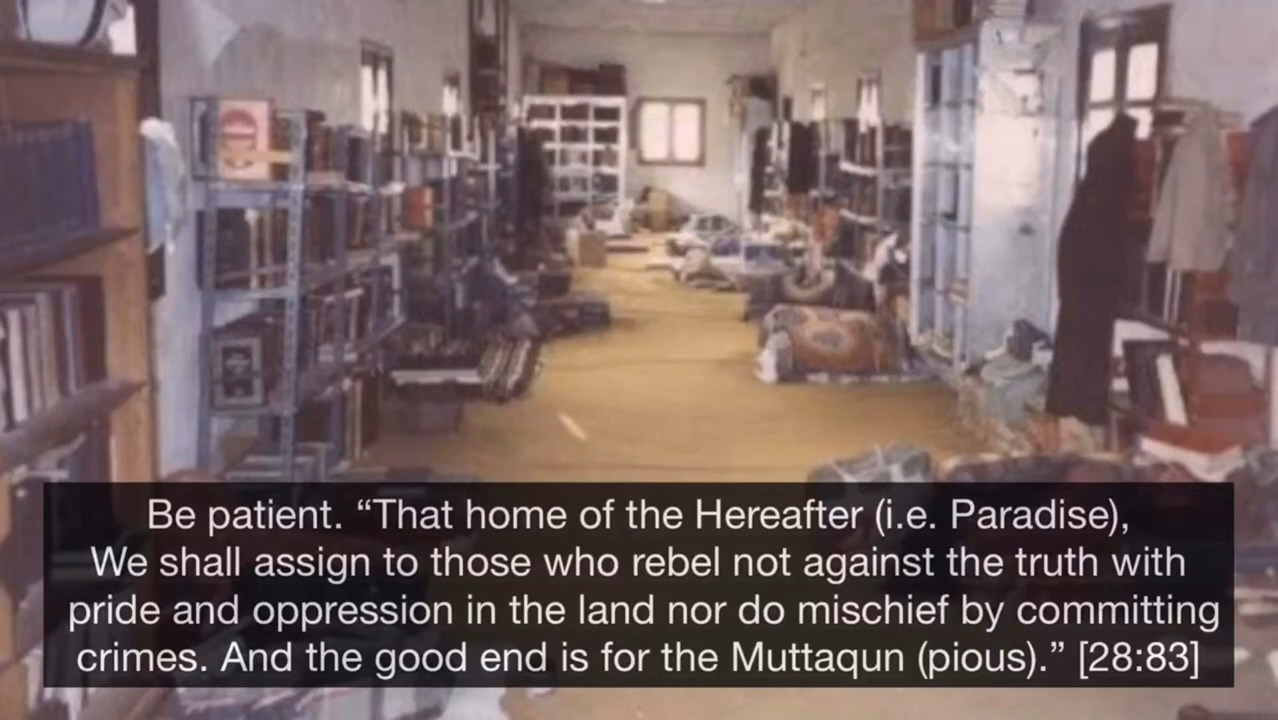 Be patient. “That home of the Hereafter (i.e. Paradise),
We shall assign to those who rebel not against the truth with
pride and oppression in the land nor do mischief by committing
crimes. And the good end is for the Muttaqun (pious).” [28:83]